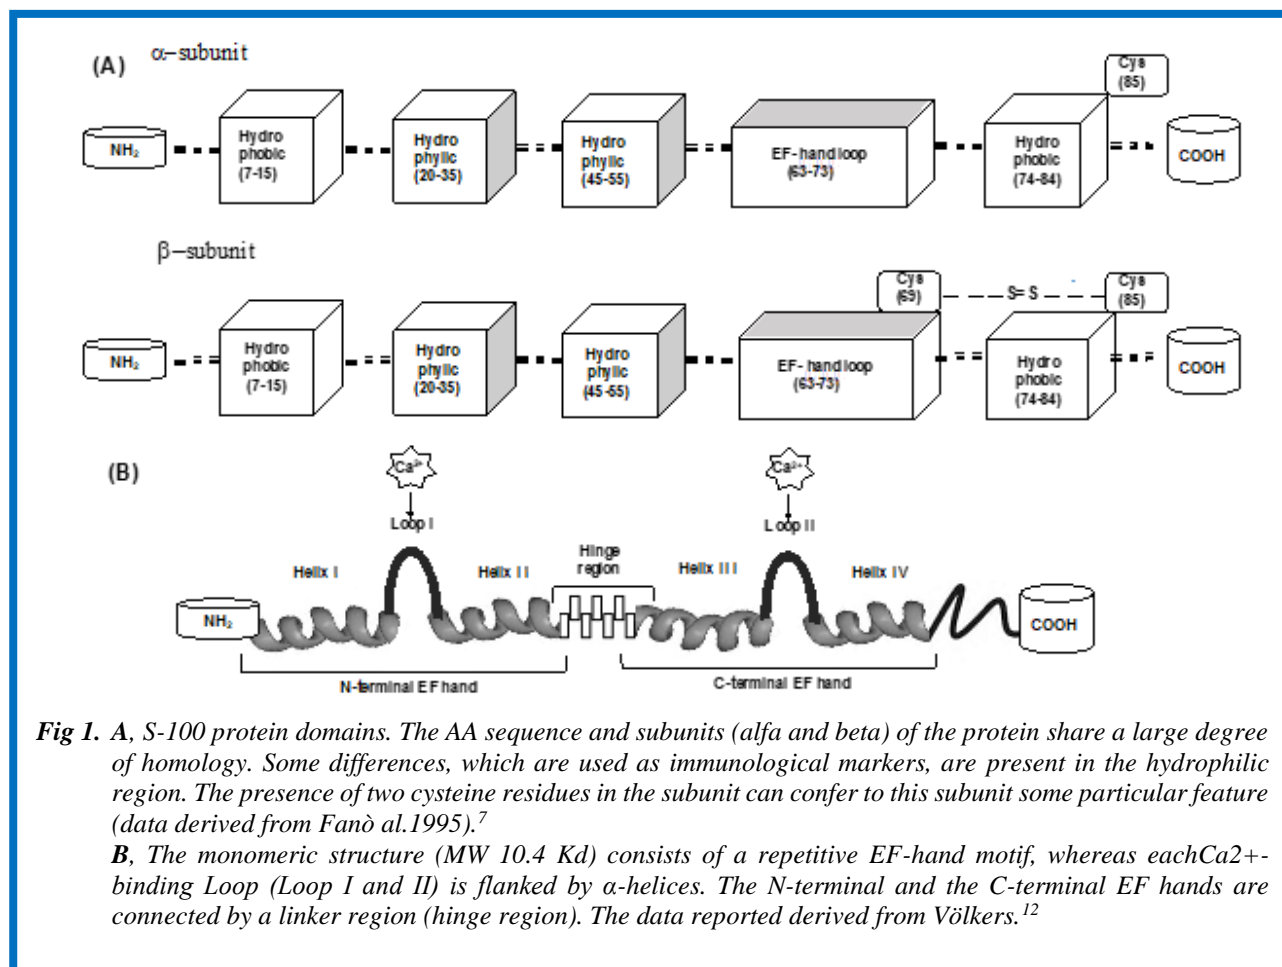 (A)
α-subunit
NH₂
Hydro
phobic
(7-15)
Hydro
phylic
(20-35)
Hydro
phylic
(45-55)
EF-hand loop
(63-73)
Hydro
phobic
(74-84)
Cys
(85)
COOH
β-subunit
NH₂
Hydro
phobic
(7-15)
Hydro
phylic
(20-35)
Hydro
phylic
(45-55)
EF- hand loop
(63-73)
Cys
(69)
S= S
Cys
(85)
Hydro
phobic
(74-84)
COOH
(B)
Ca²⁺
Ca²⁺
Loop I
Loop II
Helix I
Helix II
Hinge
region
Helix III
Helix IV
NH₂
COOH
N-terminal EF hand
C-terminal EF hand
Fig 1. A, S-100 protein domains. The AA sequence and subunits (alfa and beta) of the protein share a large degree
of homology. Some differences, which are used as immunological markers, are present in the hydrophilic
region. The presence of two cysteine residues in the subunit can confer to this subunit some particular feature
(data derived from Fanò al.1995).⁷
B, The monomeric structure (MW 10.4 Kd) consists of a repetitive EF-hand motif, whereas eachCa2+-
binding Loop (Loop I and II) is flanked by α-helices. The N-terminal and the C-terminal EF hands are
connected by a linker region (hinge region). The data reported derived from Völkers.¹²